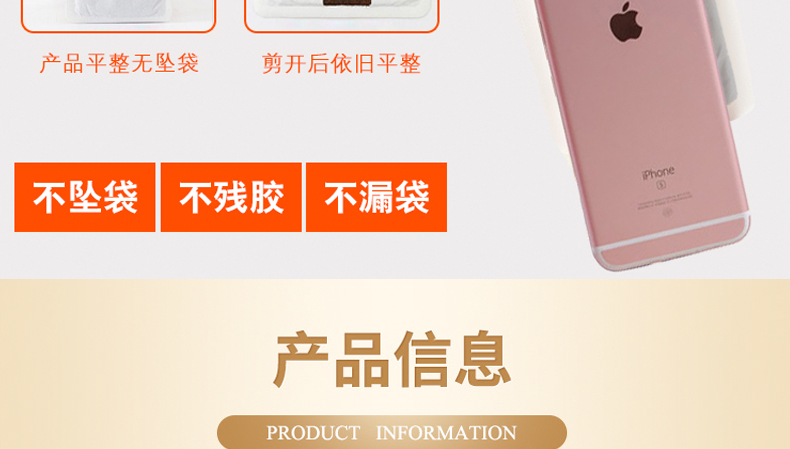 产品平整无坠袋
剪开后依旧平整
iPhone
S
不坠袋
不残胶
不漏袋
产品信息
PRODUCT INFORMATION